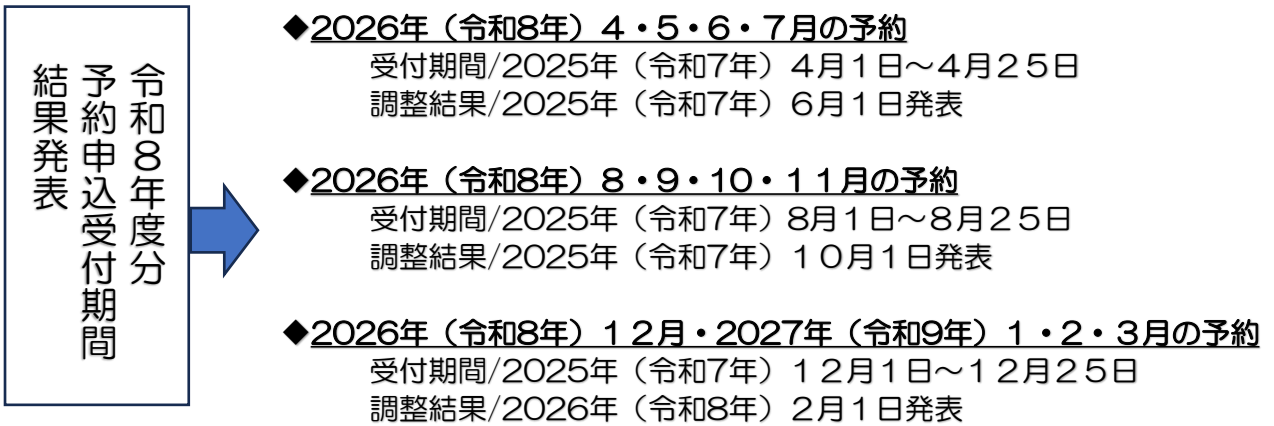 令和８年度分
予約申込受付期間
結果発表
◆2026年（令和8年）４・５・６・７月の予約
受付期間/2025年（令和7年）４月１日～４月２５日
調整結果/2025年（令和7年）６月１日発表
◆2026年（令和8年）８・９・１０・１１月の予約
受付期間/2025年（令和7年）8月１日～８月２５日
調整結果/2025年（令和7年）１０月１日発表
◆2026年（令和8年）１２月・2027年（令和9年）１・２・３月の予約
受付期間/2025年（令和7年）１２月１日～１２月２５日
調整結果/2026年（令和8年）２月１日発表